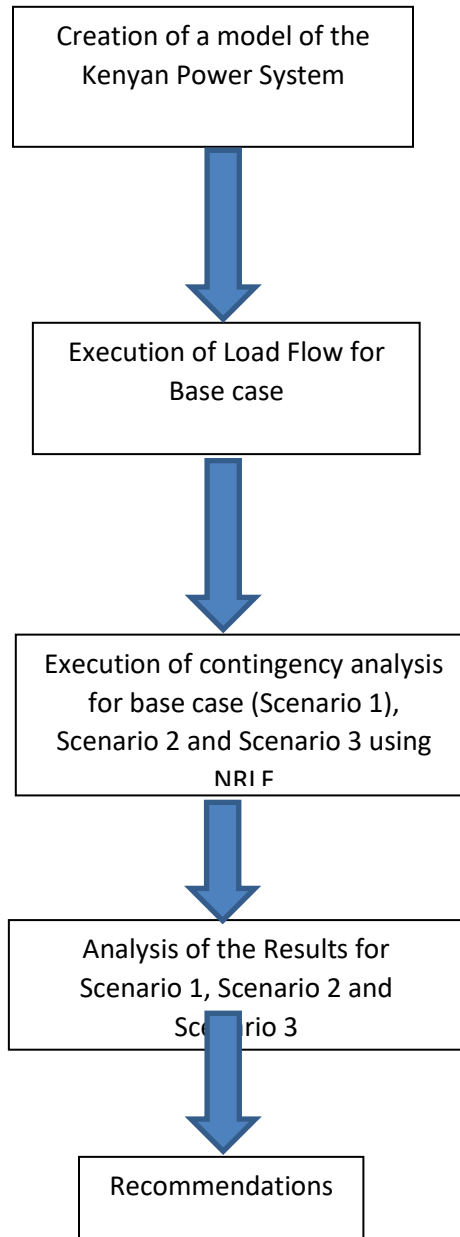 Creation of a model of the
Kenyan Power System
Execution of Load Flow for
Base case
Execution of contingency analysis
for base case (Scenario 1),
Scenario 2 and Scenario 3 using
NRLF
Analysis of the Results for
Scenario 1, Scenario 2 and
Scenario 3
Recommendations